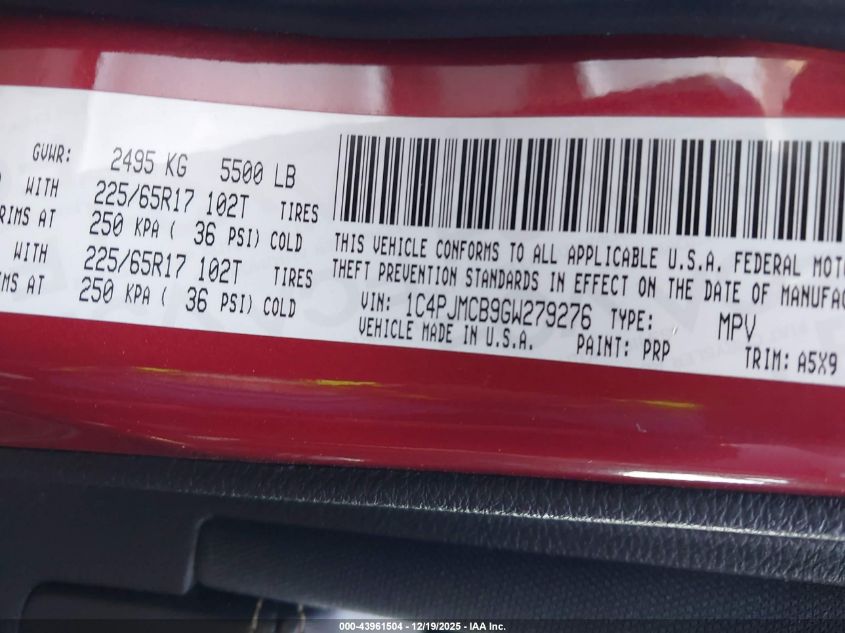 GVWR: 2495 KG 5500 LB
WITH 225/65R17 102T TIRES
RIMS AT 250 KPA ( 36 PSI) COLD
WITH 225/65R17 102T TIRES
RIMS AT 250 KPA ( 36 PSI) COLD
THIS VEHICLE CONFORMS TO ALL APPLICABLE U.S.A. FEDERAL MOT
THEFT PREVENTION STANDARDS IN EFFECT ON THE DATE OF MANUFAC
VIN: 1C4PJMCB9GW279276 TYPE: MPV
VEHICLE MADE IN U.S.A. PAINT: PRP TRIM: A5X9
000-43961504 | 12/19/2025 - IAA Inc.